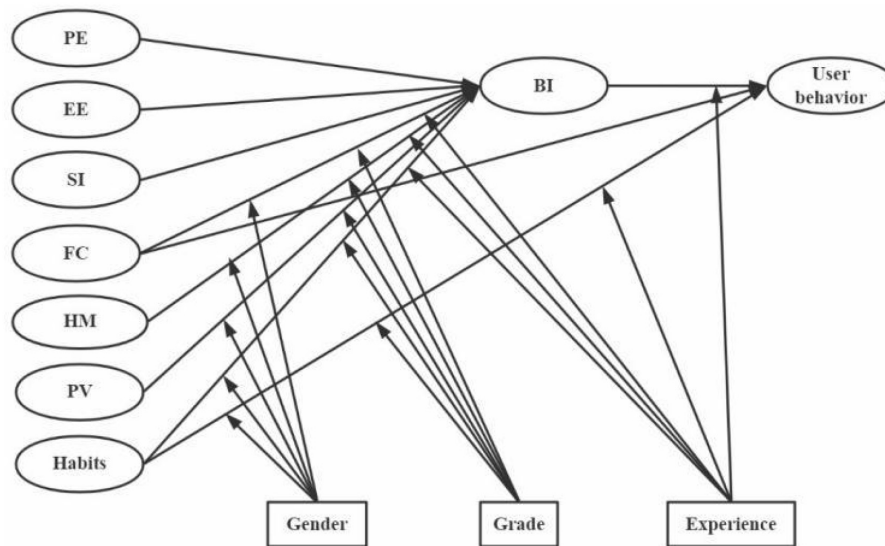 PE
EE
SI
FC
HM
PV
Habits
BI
User
behavior
Gender
Grade
Experience